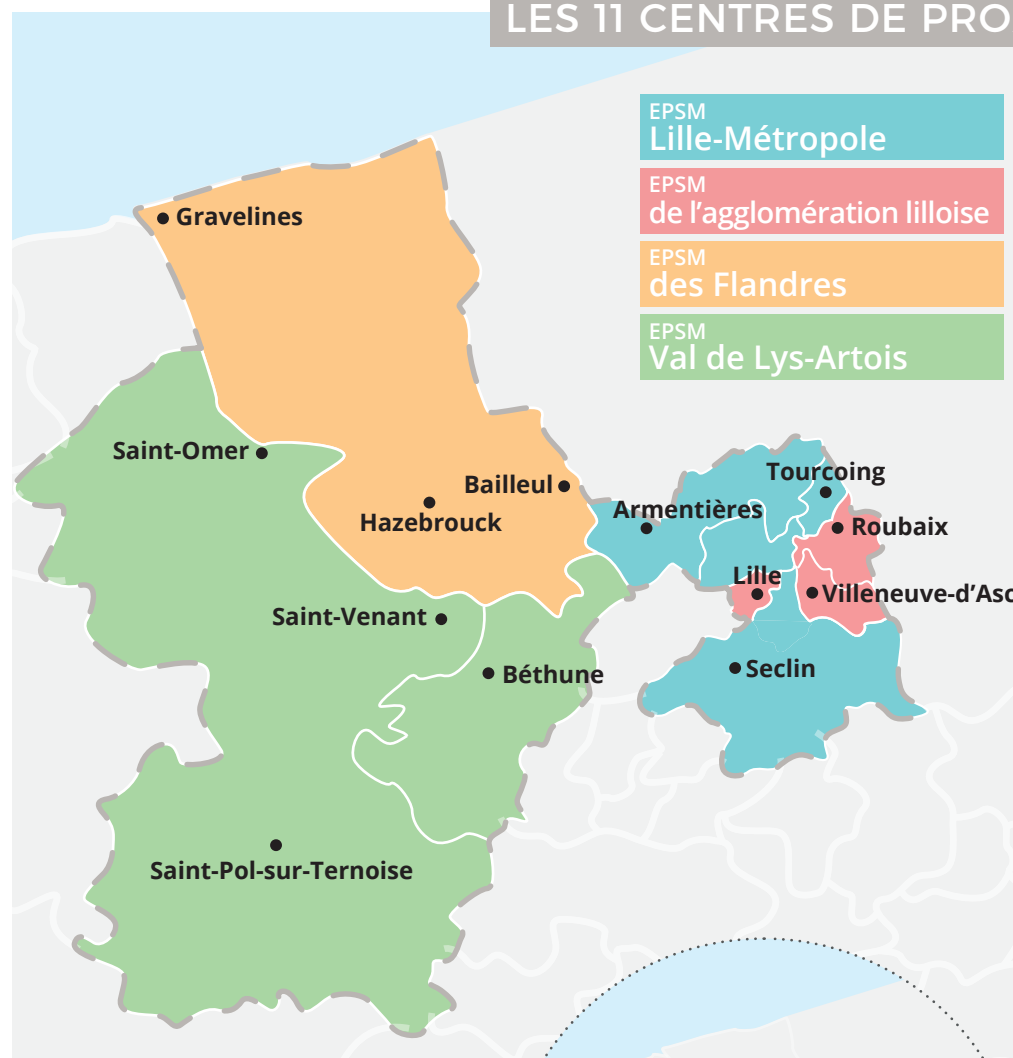 LES 11 CENTRES DE PRO
EPSM
Lille-Métropole
EPSM
de l’agglomération lilloise
EPSM
des Flandres
EPSM
Val de Lys-Artois
Gravelines
Saint-Omer
Bailleul
Hazebrouck
Tourcoing
Armentières
Roubaix
Lille
Villeneuve-d’Asc
Saint-Venant
Béthune
Seclin
Saint-Pol-sur-Ternoise